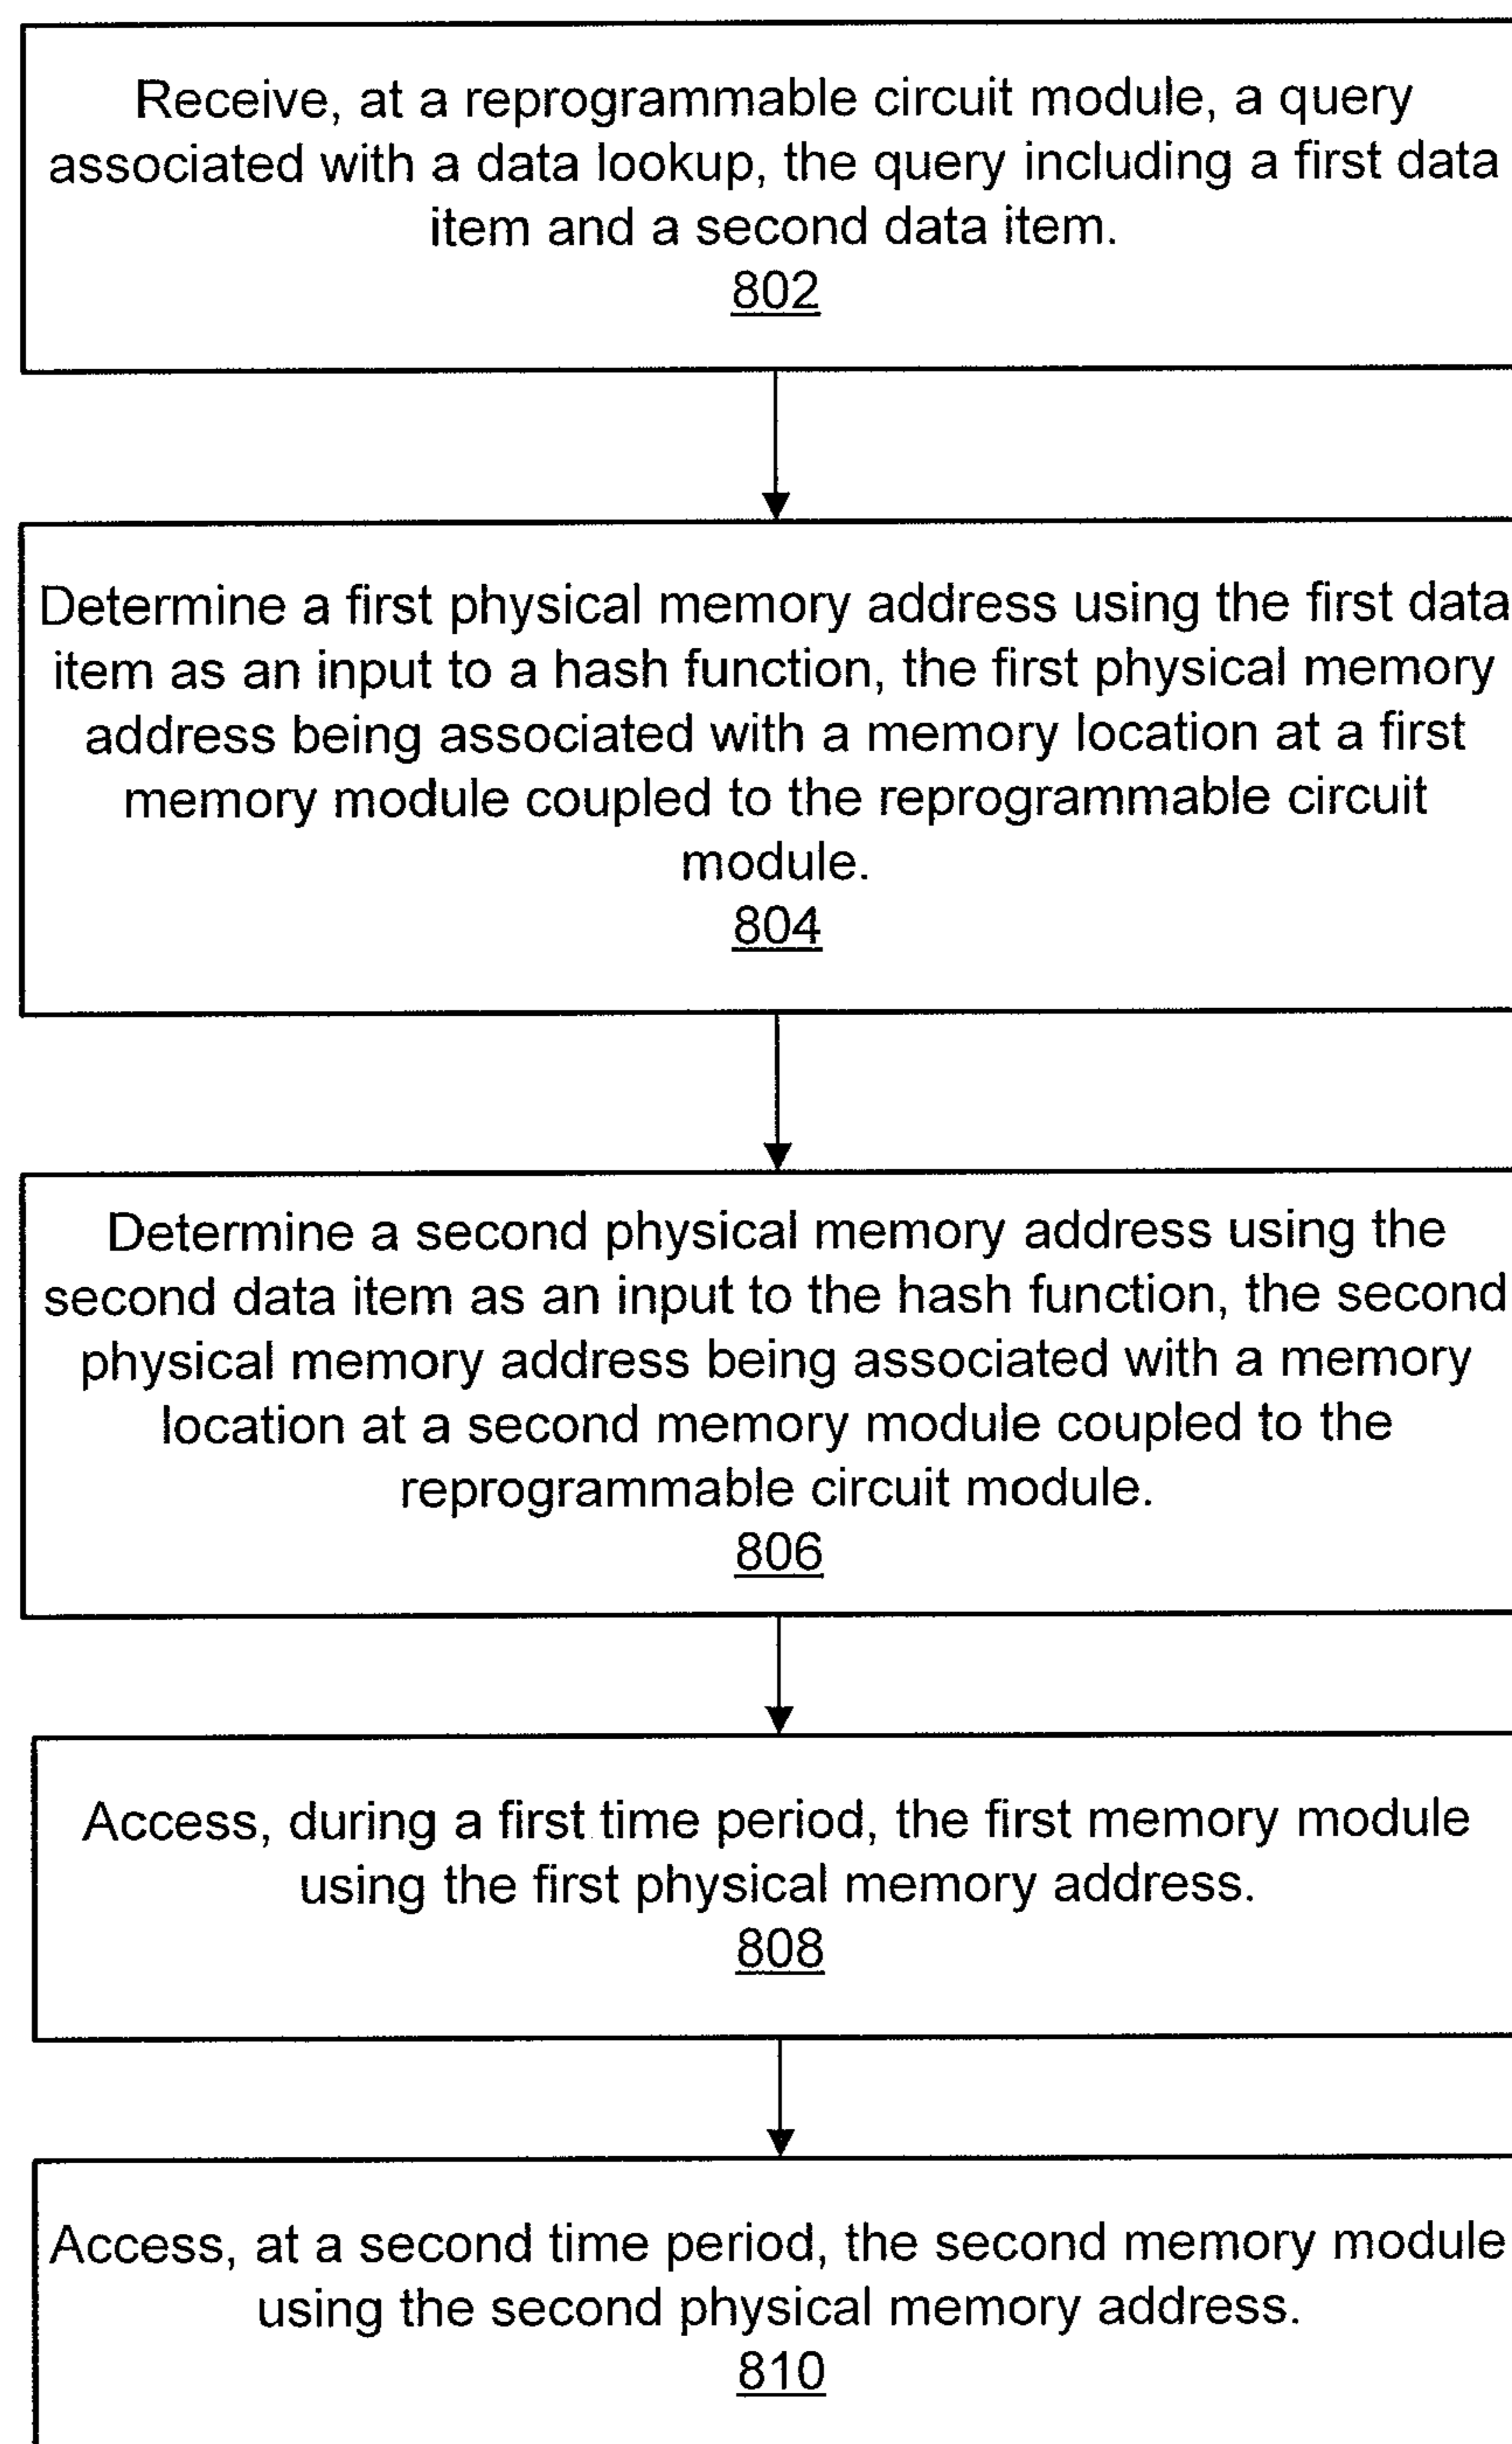 Receive, at a reprogrammable circuit module, a query
associated with a data lookup, the query including a first data
item and a second data item.
802
Determine a first physical memory address using the first data
item as an input to a hash function, the first physical memory
address being associated with a memory location at a first
memory module coupled to the reprogrammable circuit
module.
804
Determine a second physical memory address using the
second data item as an input to the hash function, the second
physical memory address being associated with a memory
location at a second memory module coupled to the
reprogrammable circuit module.
806
Access, during a first time period, the first memory module
using the first physical memory address.
808
Access, at a second time period, the second memory module
using the second physical memory address.
810